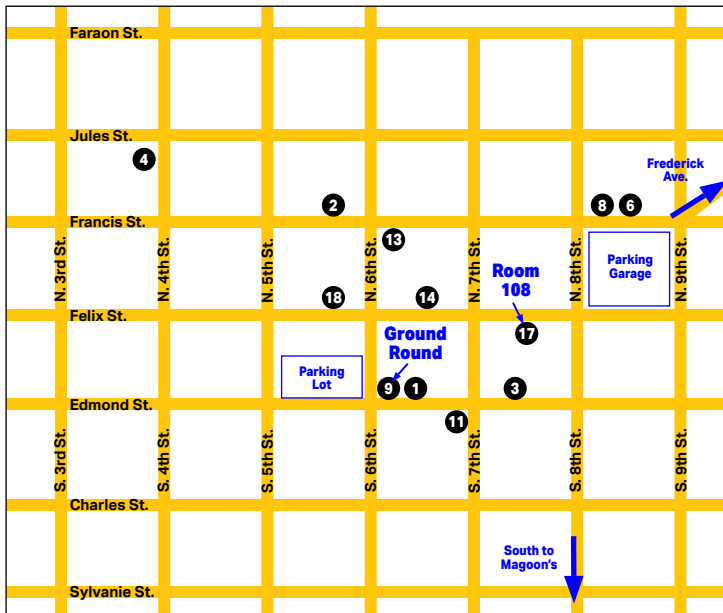 Faraon St.
Jules St.
4
Frederick
Ave.
2
8
6
Francis St.
13
N. 3rd St.
N. 4th St.
N. 5th St.
N. 6th St.
N. 7th St.
N. 8th St.
N. 9th St.
Parking
Garage
Room
108
18
14
Felix St.
17
Ground
Round
Parking
Lot
9
1
3
Edmond St.
11
S. 3rd St.
S. 4th St.
S. 5th St.
S. 6th St.
S. 7th St.
S. 8th St.
S. 9th St.
Charles St.
South to
Magoon's
Sylvanie St.